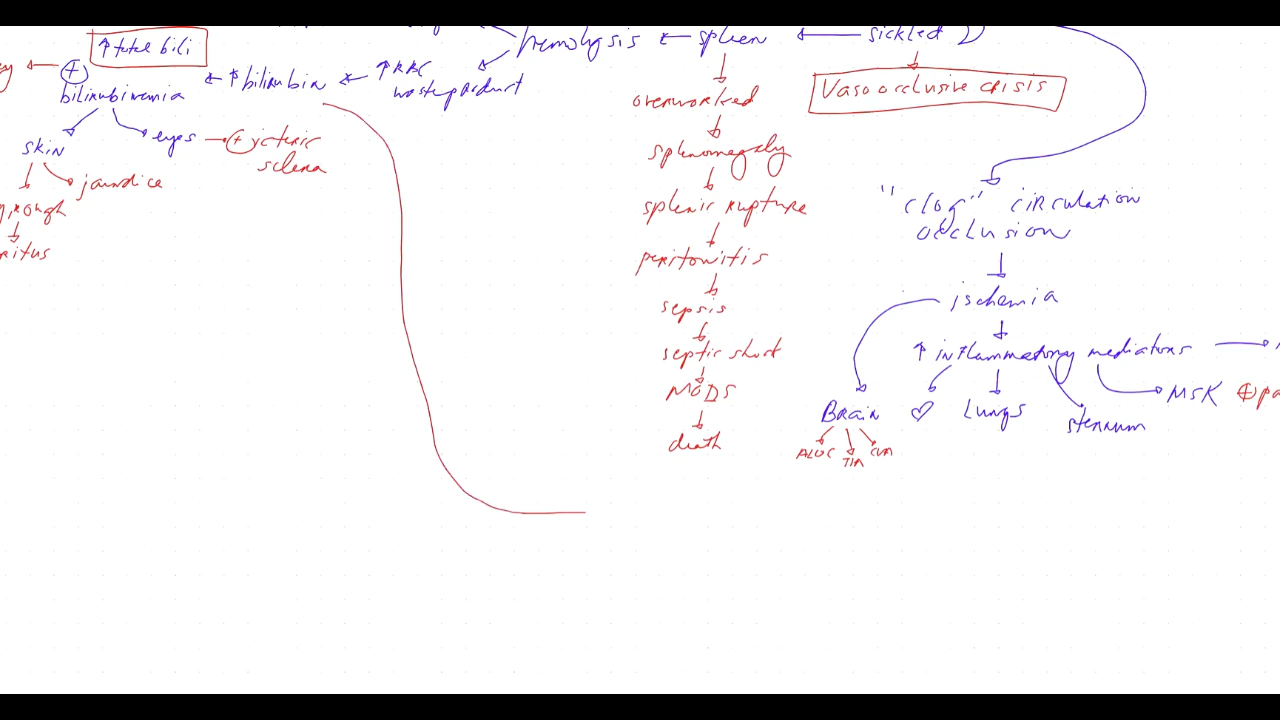 ↑ total bili
hemolysis ← spleen ← sickled
⊕ ← ↑ bilirubin ← ↑ RBC
waste product
bilirubinemia
skin
eyes → ⊕ icteric
sclera
jaundice
overworked
splenomegaly
splenic rupture
peritonitis
sepsis
septic shock
MODS
death
Vasoocclusive crisis
"clog" circulation
occlusion
ischemia
↑ inflammatory mediators
Brain ♡ Lungs
sternum
MSK
ALOC TIA CVA